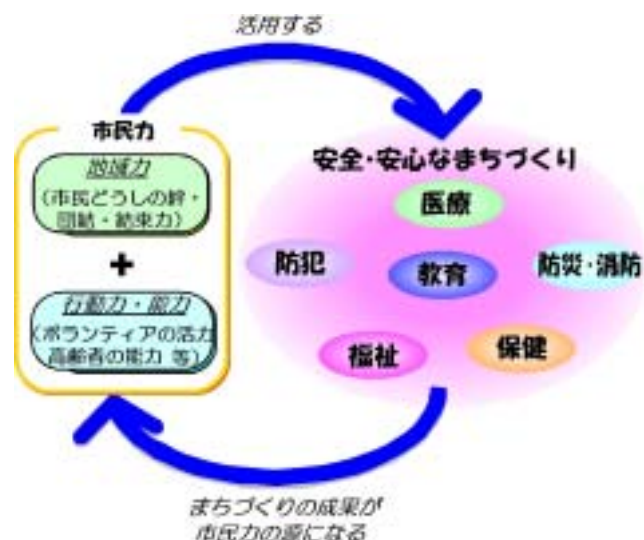 活用する
市民力
地域力
(市民どうしの絆・
団結・結束力)
+
行動力・能力
(ボランティアの活力
高齢者の能力 等)
安全・安心なまちづくり
医療
防犯
教育
防災・消防
福祉
保健
まちづくりの成果が
市民力の源になる